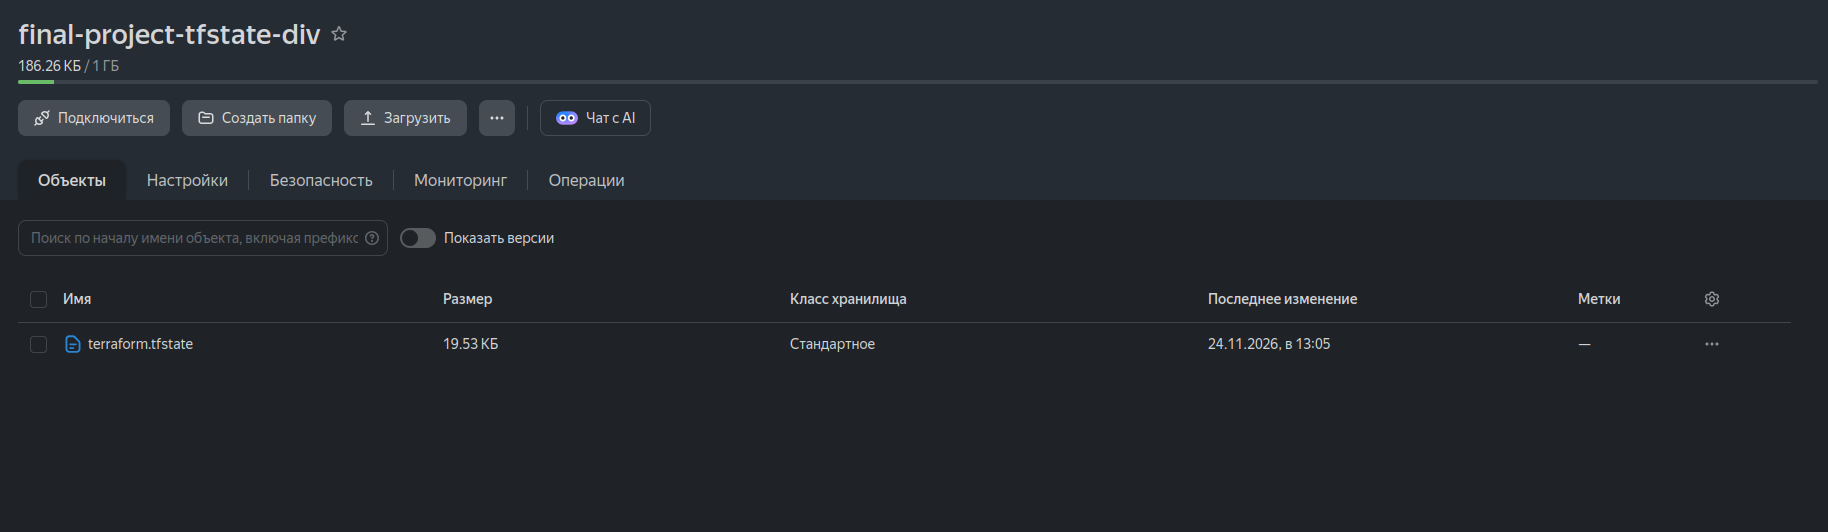 final-project-tfstate-div
186.26 КБ / 1 ГБ
Подключиться Создать папку Загрузить Чат с AI
Объекты Настройки Безопасность Мониторинг Операции
Поиск по началу имени объекта, включая префикс Показать версии
Имя Размер Класс хранилища Последнее изменение Метки
terraform.tfstate 19.53 КБ Стандартное 24.11.2026, в 13:05 —